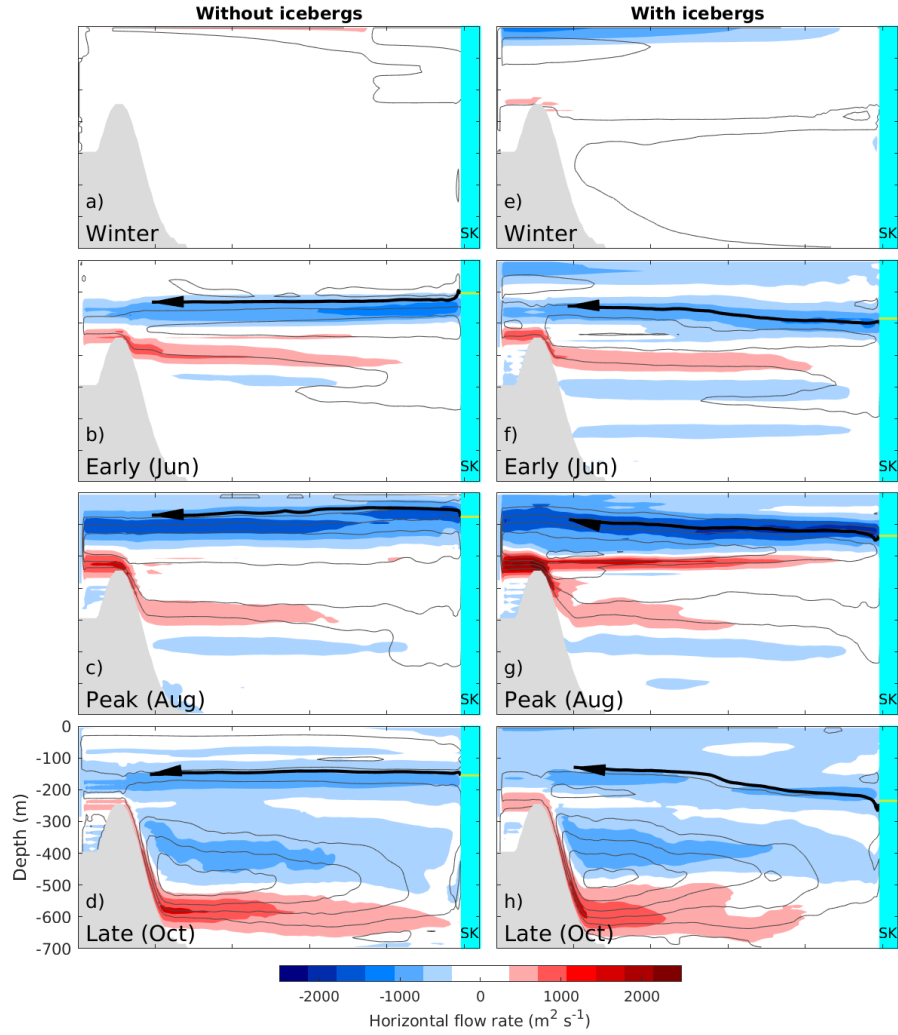 Without icebergs
With icebergs
a)
Winter
SK
e)
Winter
SK
b)
Early (Jun)
SK
f)
Early (Jun)
SK
c)
Peak (Aug)
SK
g)
Peak (Aug)
SK
0
-100
-200
-300
-400
-500
-600
-700
Depth (m)
d)
Late (Oct)
SK
h)
Late (Oct)
SK
-2000 -1000 0 1000 2000
Horizontal flow rate (m² s⁻¹)